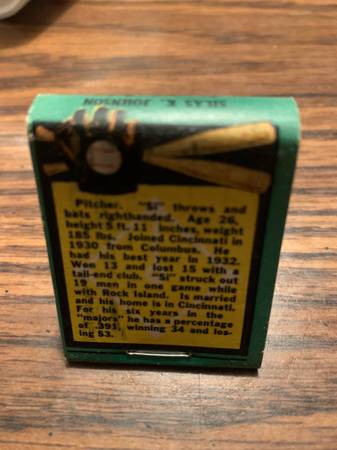 SILAS K. JOHNSON
Pitcher. "Si" throws and
bats righthanded. Age 26,
height 5 ft. 11 inches, weight
185 lbs. Joined Cincinnati in
1930 from Columbus. He
had his best year in 1932.
Won 13 and lost 15 with a
tail-end club. "Si" struck out
19 men in one game while
with Rock Island. Is married
and his home is in Cincinnati.
For his six years in the
"majors" he has a percentage
of .391, winning 34 and los-
ing 53.